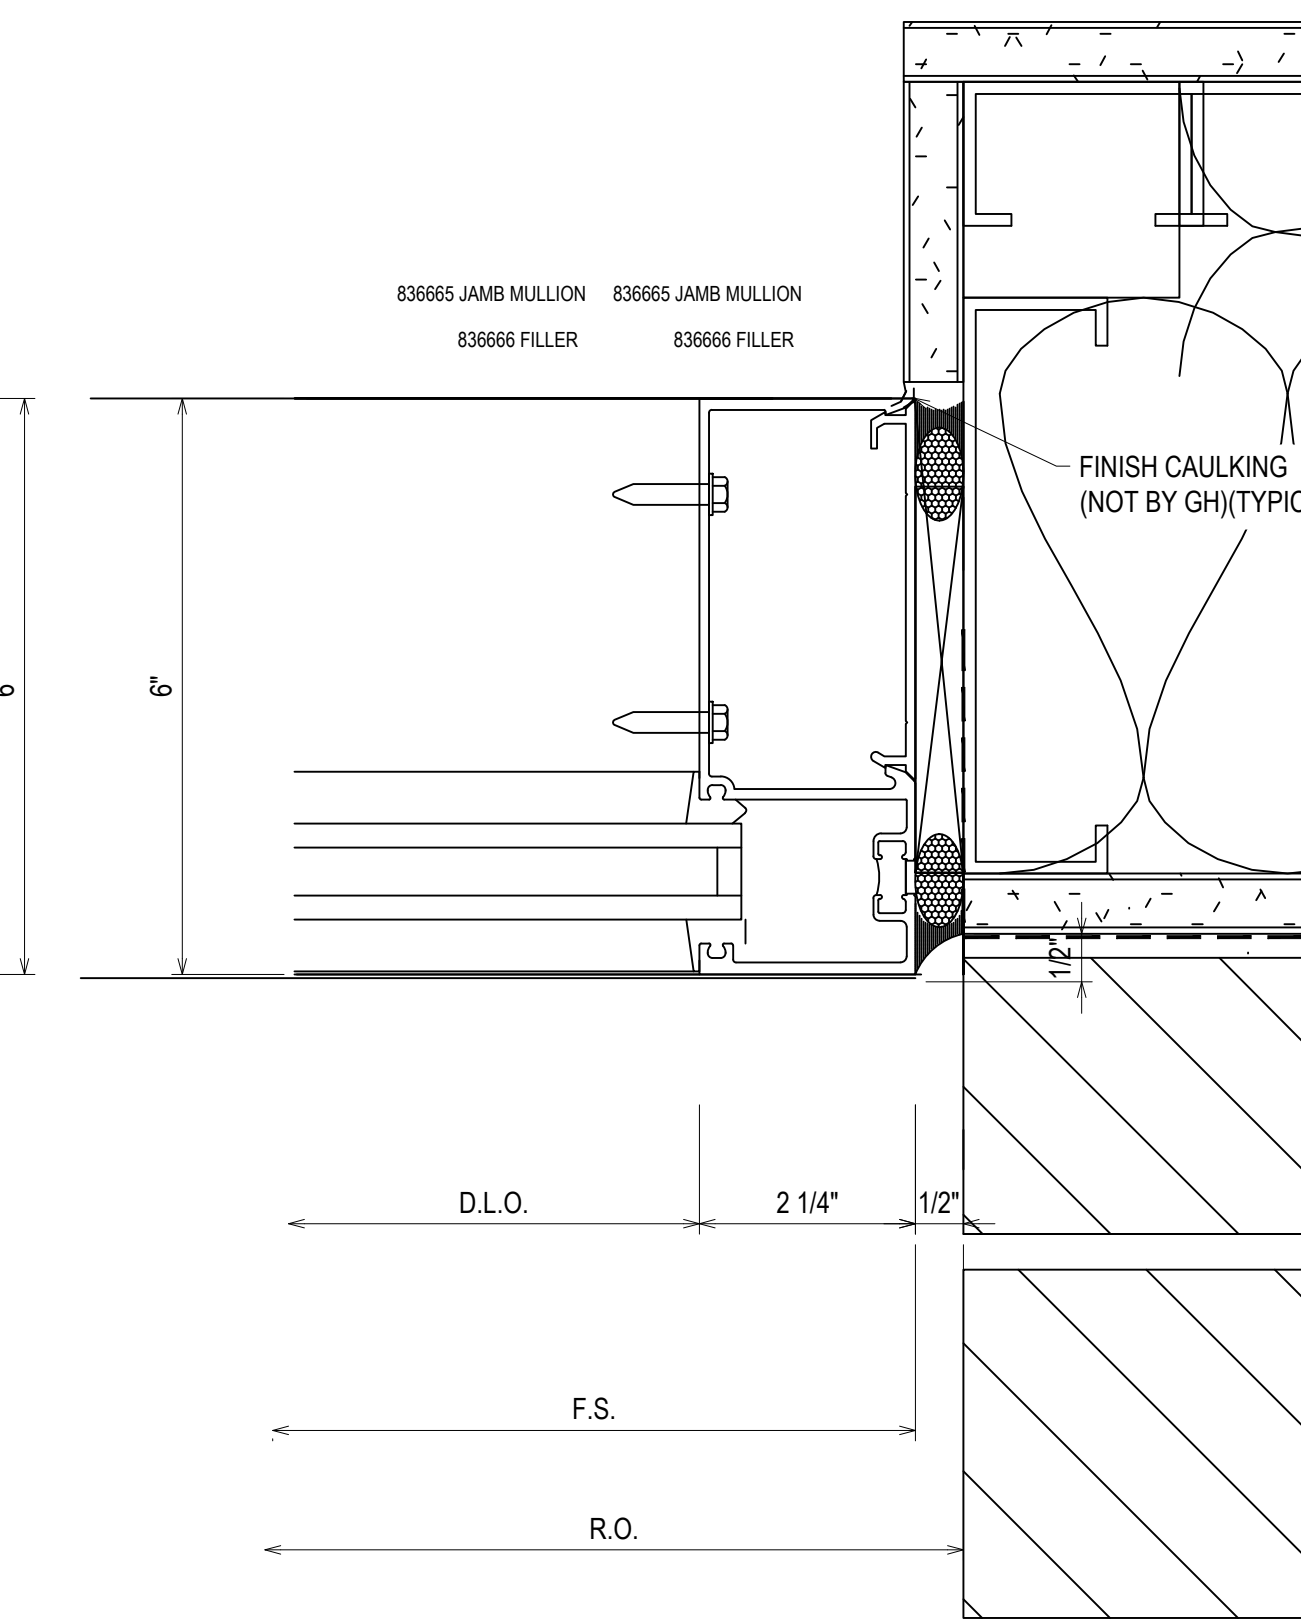 836665 JAMB MULLION 836665 JAMB MULLION
836666 FILLER 836666 FILLER
FINISH CAULKING
(NOT BY GH)(TYPIC
6"
1/2"
D.L.O. 2 1/4" 1/2"
F.S.
R.O.